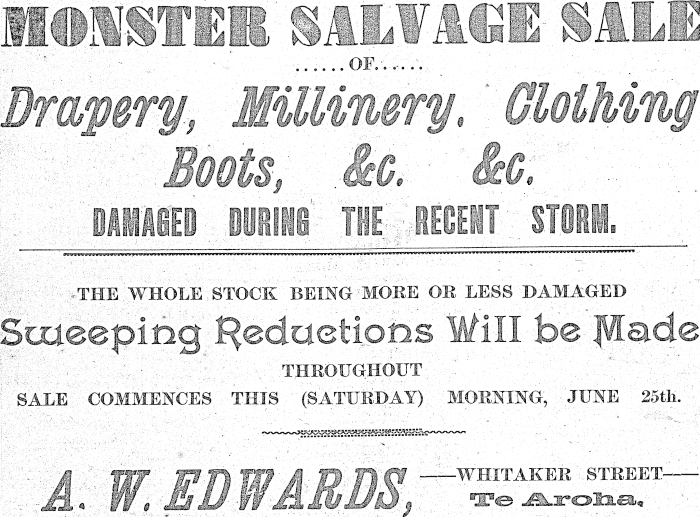 MONSTER SALVAGE SALE
......OF......
Drapery, Millinery, Clothing
Boots, &c. &c.
DAMAGED DURING THE RECENT STORM.
THE WHOLE STOCK BEING MORE OR LESS DAMAGED
Sweeping Reductions Will be Made
THROUGHOUT
SALE COMMENCES THIS (SATURDAY) MORNING, JUNE 25th.
A. W. EDWARDS,
WHITAKER STREET
Te Aroha,